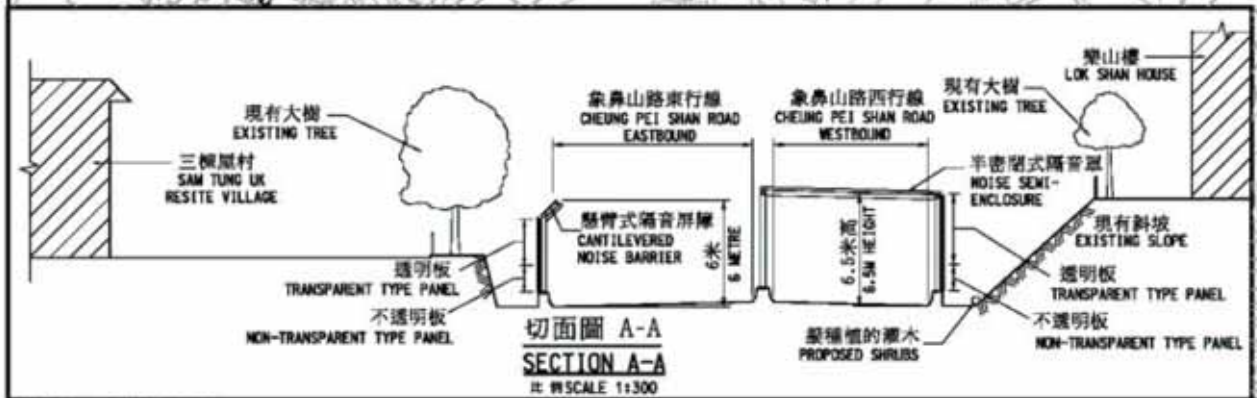 樂山樓
LOK SHAN HOUSE
現有大樹
EXISTING TREE
象鼻山路東行線
CHEUNG PEI SHAN ROAD
EASTBOUND
象鼻山路西行線
CHEUNG PEI SHAN ROAD
WESTBOUND
現有大樹
EXISTING TREE
三棟屋村
SAM TUNG UK
RESITE VILLAGE
半密閉式隔音罩
NOISE SEMI-
ENCLOSURE
懸臂式隔音屏障
CANTILEVERED
NOISE BARRIER
6米
6 METRE
6.5米高
6.5M HEIGHT
現有斜坡
EXISTING SLOPE
透明板
TRANSPARENT TYPE PANEL
透明板
TRANSPARENT TYPE PANEL
不透明板
NON-TRANSPARENT TYPE PANEL
不透明板
NON-TRANSPARENT TYPE PANEL
擬種植的灌木
PROPOSED SHRUBS
切面圖 A-A
SECTION A-A
比例 SCALE 1:300